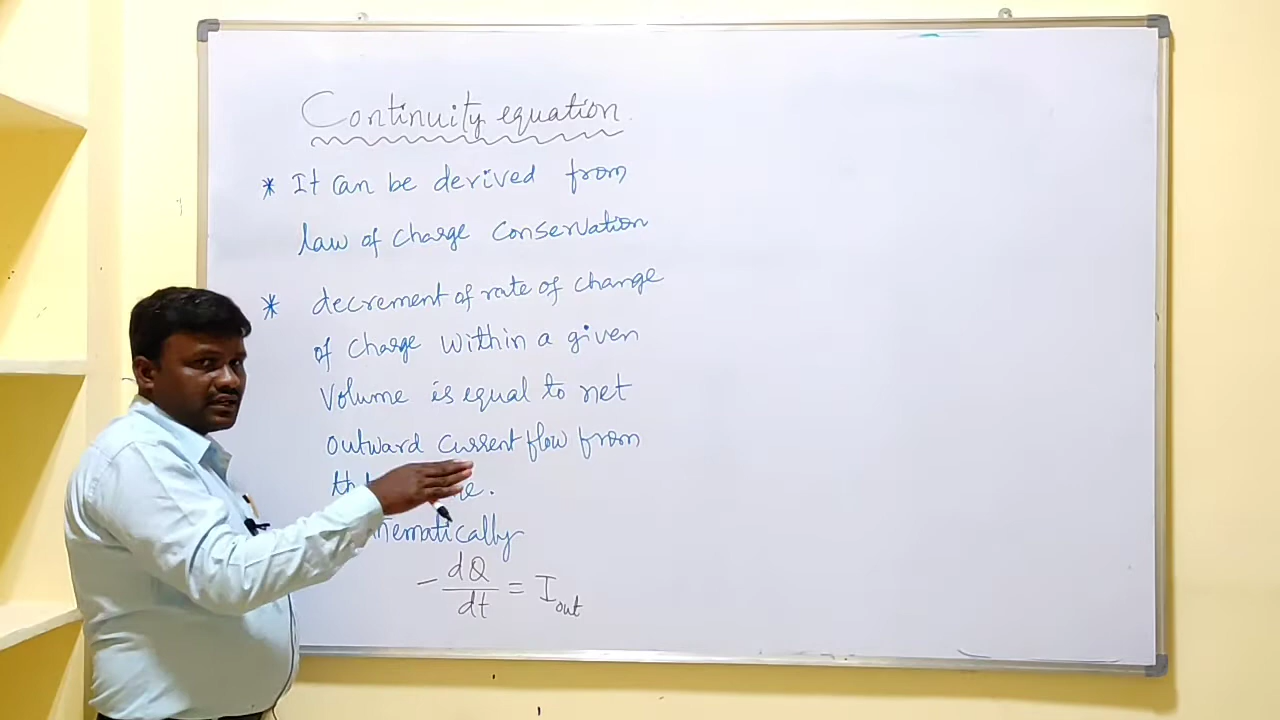 Continuity equation.
* It can be derived from
law of charge conservation
* decrement of rate of change
of charge within a given
Volume is equal to net
outward current flow from
- dQ/dt = I_out